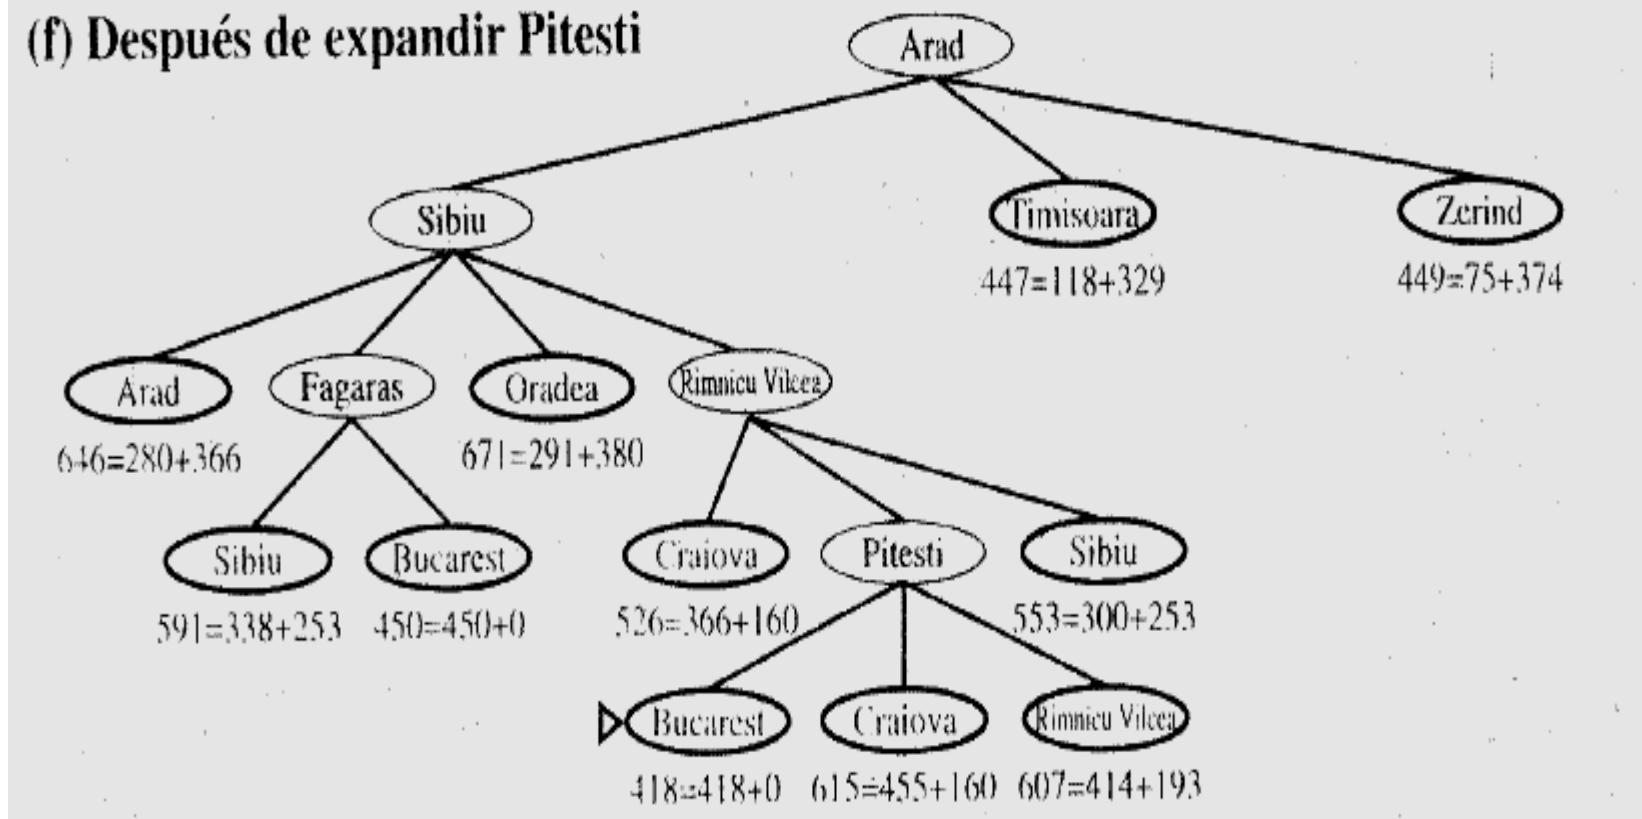 (f) Después de expandir Pitesti
Arad
Sibiu
Timisoara
Zerind
447=118+329
449=75+374
Arad
Fagaras
Oradea
Rimnicu Vilcea
646=280+366
671=291+380
Sibiu
Bucarest
Craiova
Pitesti
Sibiu
591=338+253
450=450+0
526=366+160
553=300+253
Bucarest
Craiova
Rimnicu Vilcea
418=418+0
615=455+160
607=414+193